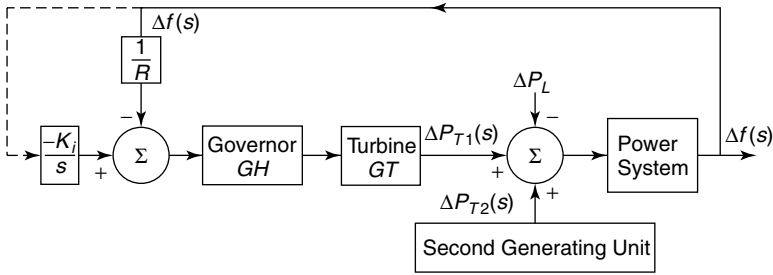 Δf(s)
1
R
−
ΔP_L
−
−K_i
s
+
Σ
Governor
GH
Turbine
GT
ΔP_T1(s)
+
Σ
Power
System
Δf(s)
ΔP_T2(s)
+
Second Generating Unit